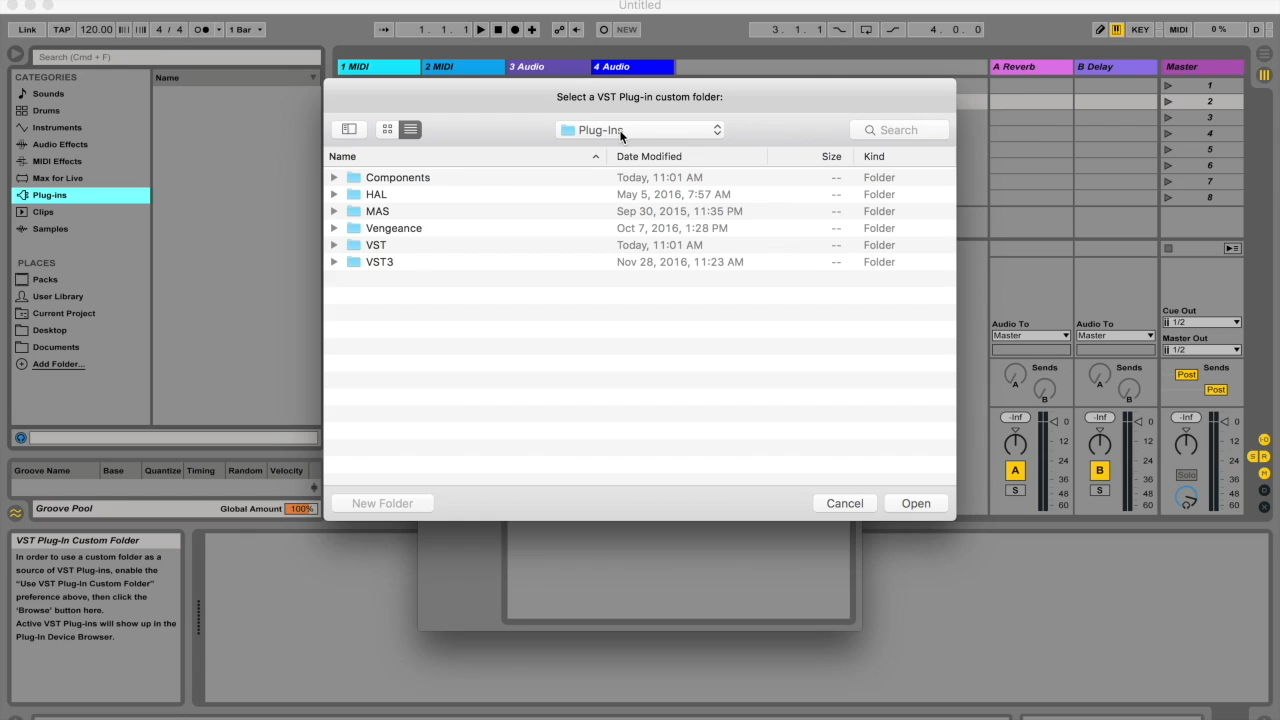 Untitled
Link TAP 120.00 4 / 4 1 Bar 1. 1. 1 NEW 3. 1. 1 4. 0. 0 KEY MIDI 0 % D
Search (Cmd + F)
CATEGORIES
Sounds
Drums
Instruments
Audio Effects
MIDI Effects
Max for Live
Plug-ins
Clips
Samples
PLACES
Packs
User Library
Current Project
Desktop
Documents
Add Folder...
Name
1 MIDI 2 MIDI 3 Audio 4 Audio A Reverb B Delay Master
Select a VST Plug-in custom folder:
Plug-Ins
Search
Name Date Modified Size Kind
Components Today, 11:01 AM -- Folder
HAL May 5, 2016, 7:57 AM -- Folder
MAS Sep 30, 2015, 11:35 PM -- Folder
Vengeance Oct 7, 2016, 1:28 PM -- Folder
VST Today, 11:01 AM -- Folder
VST3 Nov 28, 2016, 11:23 AM -- Folder
New Folder Cancel Open
1
2
3
4
5
6
7
8
Cue Out
1/2
Audio To Audio To Master Out
Master Master 1/2
Sends Sends Sends
A A Post
B B Post
-Inf -Inf -Inf
0 0 0
12 12 12
24 24 24
A B Solo
36 36 36
S S
48 48 48
60 60 60
I-O
S R
M
D
X
Groove Name Base Quantize Timing Random Velocity
Groove Pool Global Amount 100%
VST Plug-In Custom Folder
In order to use a custom folder as a
source of VST Plug-ins, enable the
“Use VST Plug-In Custom Folder”
preference above, then click the
‘Browse’ button here.
Active VST Plug-ins will show up in the
Plug-In Device Browser.